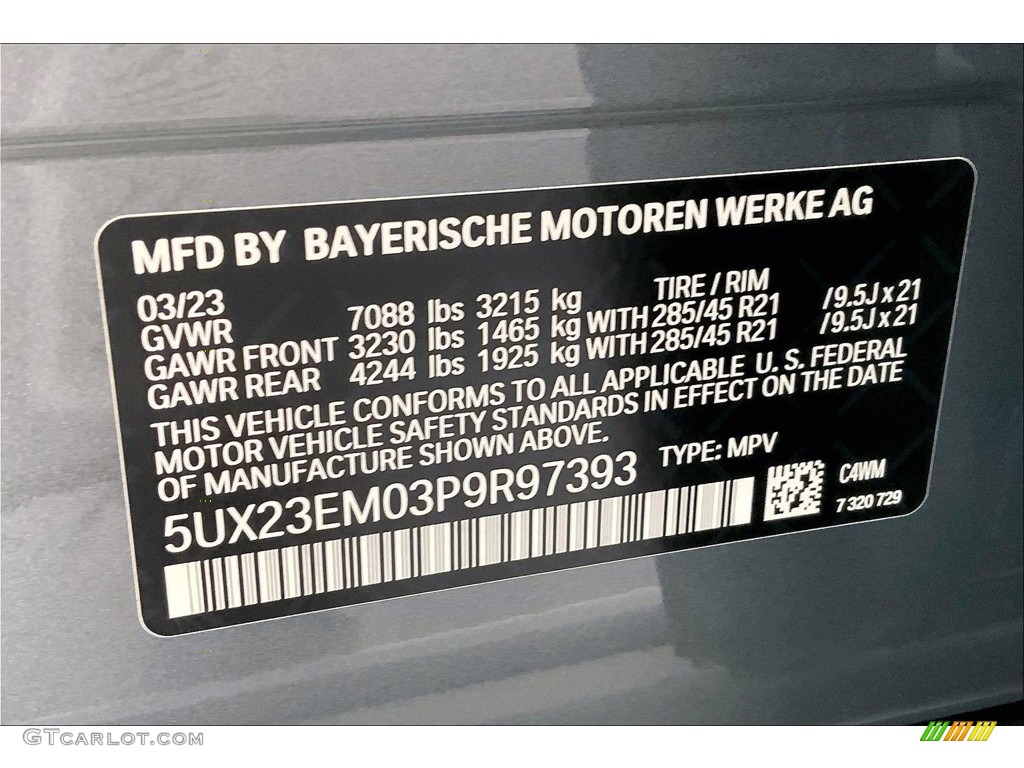 MFD BY BAYERISCHE MOTOREN WERKE AG
03/23 TIRE / RIM
GVWR 7088 lbs 3215 kg
GAWR FRONT 3230 lbs 1465 kg WITH 285/45 R21 /9.5J x 21
GAWR REAR 4244 lbs 1925 kg WITH 285/45 R21 /9.5J x 21
THIS VEHICLE CONFORMS TO ALL APPLICABLE U. S. FEDERAL
MOTOR VEHICLE SAFETY STANDARDS IN EFFECT ON THE DATE
OF MANUFACTURE SHOWN ABOVE.
5UX23EM03P9R97393 TYPE: MPV
C4WM
7 320 729
GTCARLOT.COM